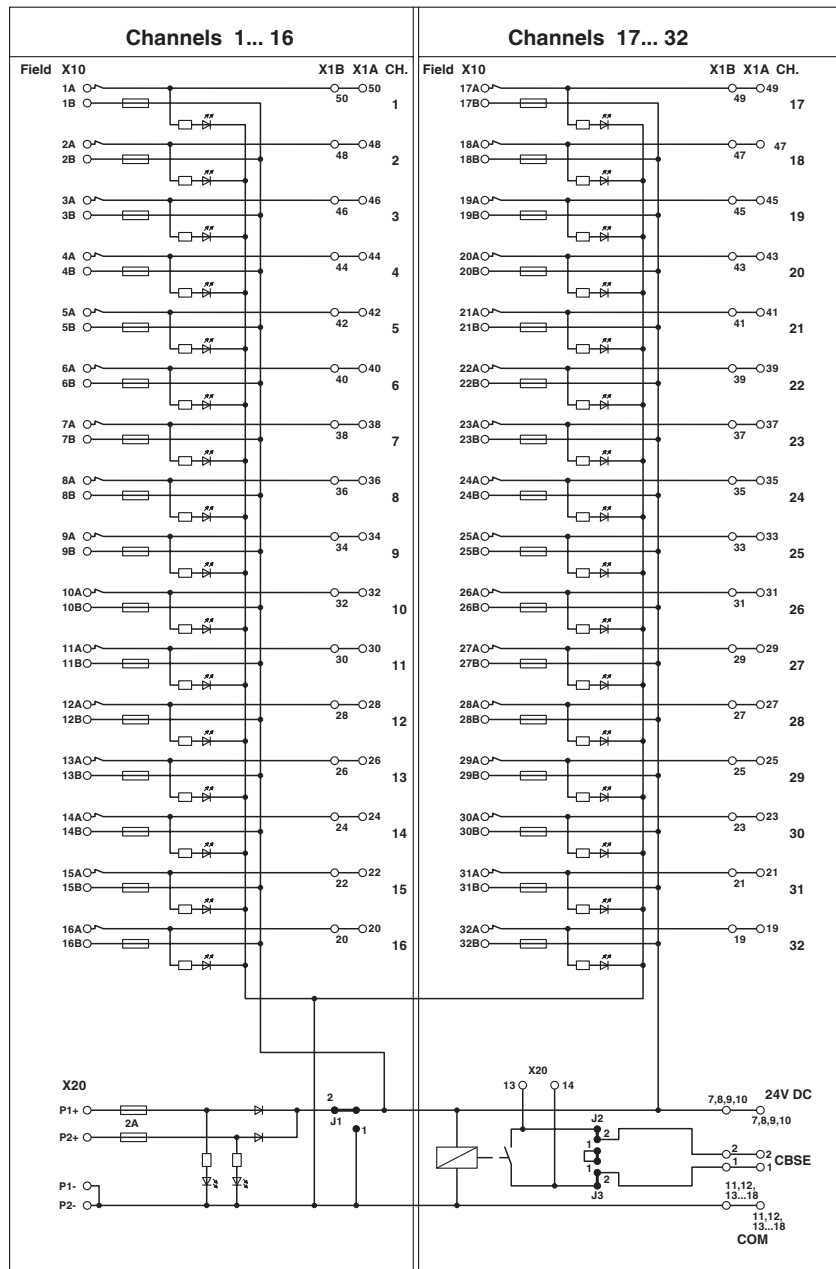 Channels 1... 16
Field X10 X1B X1A CH.
1A 50
1B 50 1
2A 48
2B 48 2
3A 46
3B 46 3
4A 44
4B 44 4
5A 42
5B 42 5
6A 40
6B 40 6
7A 38
7B 38 7
8A 36
8B 36 8
9A 34
9B 34 9
10A 32
10B 32 10
11A 30
11B 30 11
12A 28
12B 28 12
13A 26
13B 26 13
14A 24
14B 24 14
15A 22
15B 22 15
16A 20
16B 20 16
Channels 17... 32
Field X10 X1B X1A CH.
17A 49
17B 49 17
18A 47
18B 47 18
19A 45
19B 45 19
20A 43
20B 43 20
21A 41
21B 41 21
22A 39
22B 39 22
23A 37
23B 37 23
24A 35
24B 35 24
25A 33
25B 33 25
26A 31
26B 31 26
27A 29
27B 29 27
28A 27
28B 27 28
29A 25
29B 25 29
30A 23
30B 23 30
31A 21
31B 21 31
32A 19
32B 19 32
X20
P1+
2A
P2+
P1-
P2-
2
J1
1
X20
13 14
J2
2
1
1
2
J3
7,8,9,10 24V DC
7,8,9,10
2 2
CBSE
1 1
11,12,
13...18
11,12,
13...18
COM